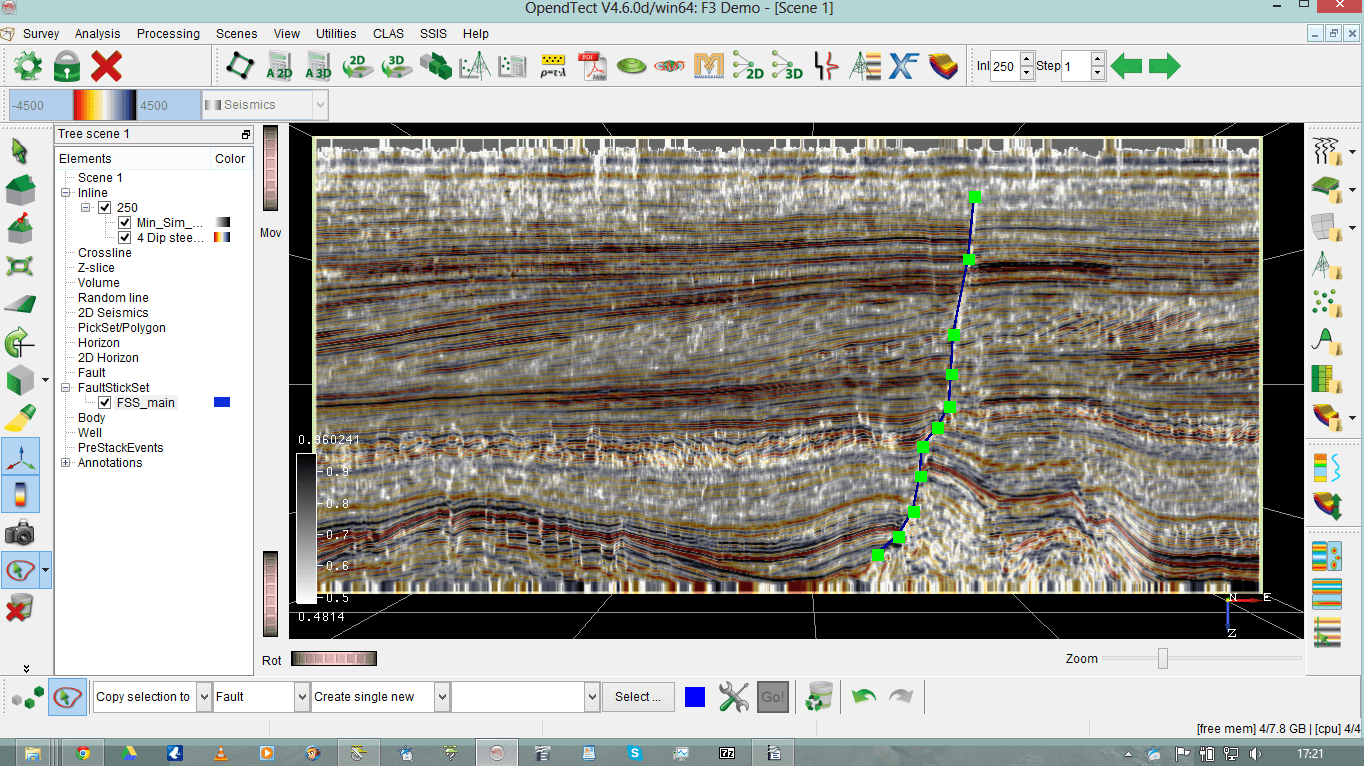 OpendTect V4.6.0d/win64: F3 Demo - [Scene 1]
Survey Analysis Processing Scenes View Utilities CLAS SSIS Help
A 2D A 3D 2D 3D ρ=τ/λ PDF Adobe MADAGASCAR 2D 3D XF Inl 250 Step 1
-4500 4500 Seismics
Tree scene 1
Elements Color
Scene 1
Inline
250
Min_Sim_...
4 Dip stee...
Crossline
Z-slice
Volume
Random line
2D Seismics
PickSet/Polygon
Horizon
2D Horizon
Fault
FaultStickSet
FSS_main
Body
Well
PreStackEvents
Annotations
Mov
0.960241
0.9
0.8
0.7
0.6
0.5
0.4814
N E
Z
Rot Zoom
Copy selection to Fault Create single new Select ... Go!
[free mem] 4/7.8 GB | [cpu] 4/4
7z 17:21